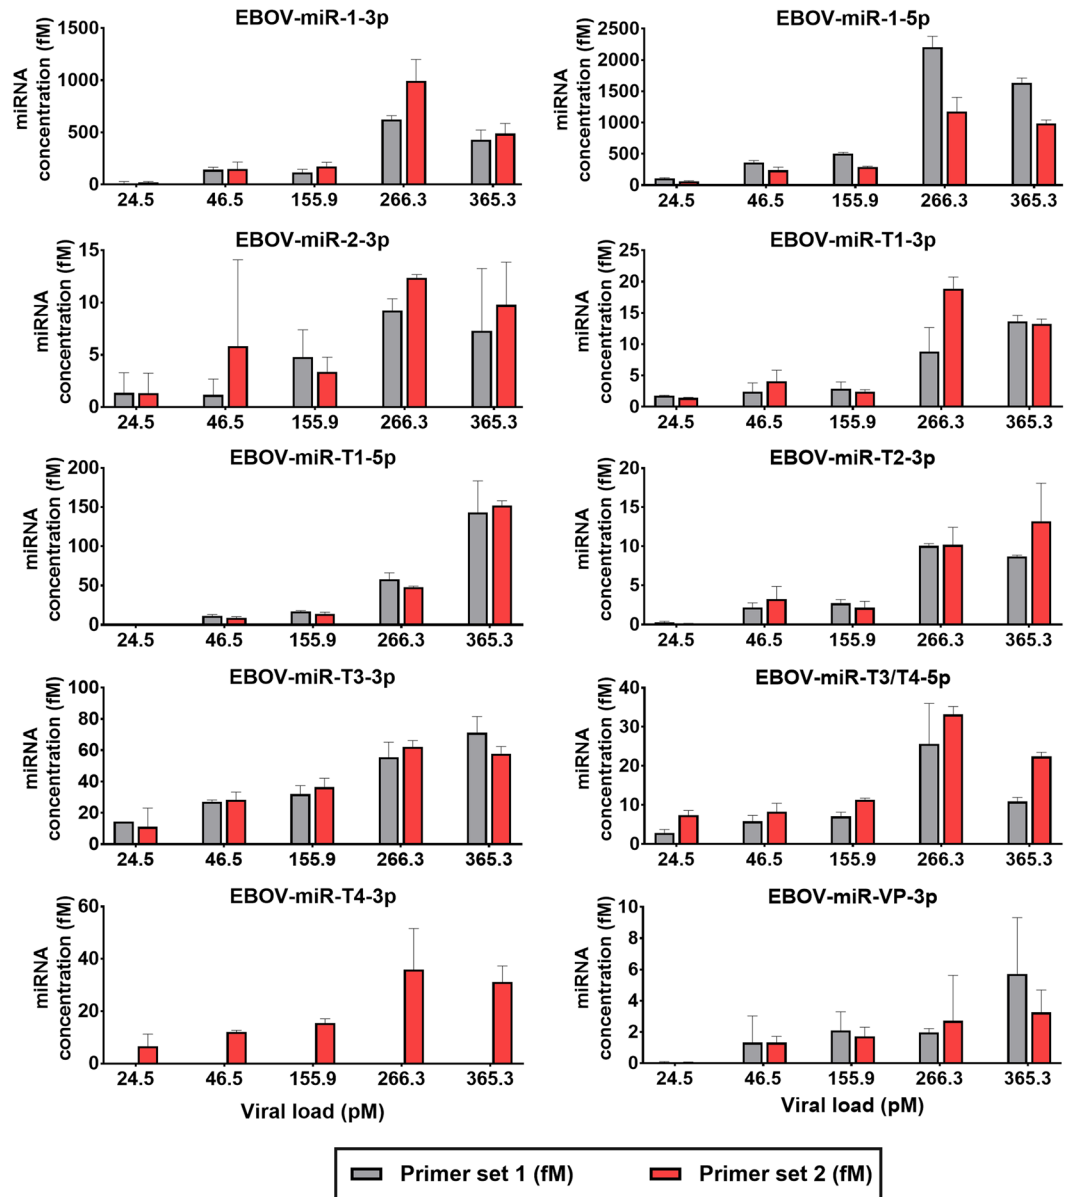 EBOV-miR-1-3p
miRNA
concentration (fM)
1500
1000
500
0
24.5 46.5 155.9 266.3 365.3
EBOV-miR-1-5p
miRNA
concentration (fM)
2500
2000
1500
1000
500
0
24.5 46.5 155.9 266.3 365.3
EBOV-miR-2-3p
miRNA
concentration (fM)
15
10
5
0
24.5 46.5 155.9 266.3 365.3
EBOV-miR-T1-3p
miRNA
concentration (fM)
25
20
15
10
5
0
24.5 46.5 155.9 266.3 365.3
EBOV-miR-T1-5p
miRNA
concentration (fM)
200
150
100
50
0
24.5 46.5 155.9 266.3 365.3
EBOV-miR-T2-3p
miRNA
concentration (fM)
20
15
10
5
0
24.5 46.5 155.9 266.3 365.3
EBOV-miR-T3-3p
miRNA
concentration (fM)
100
80
60
40
20
0
24.5 46.5 155.9 266.3 365.3
EBOV-miR-T3/T4-5p
miRNA
concentration (fM)
40
30
20
10
0
24.5 46.5 155.9 266.3 365.3
EBOV-miR-T4-3p
miRNA
concentration (fM)
60
40
20
0
24.5 46.5 155.9 266.3 365.3
Viral load (pM)
EBOV-miR-VP-3p
miRNA
concentration (fM)
10
8
6
4
2
0
24.5 46.5 155.9 266.3 365.3
Viral load (pM)
Primer set 1 (fM) Primer set 2 (fM)